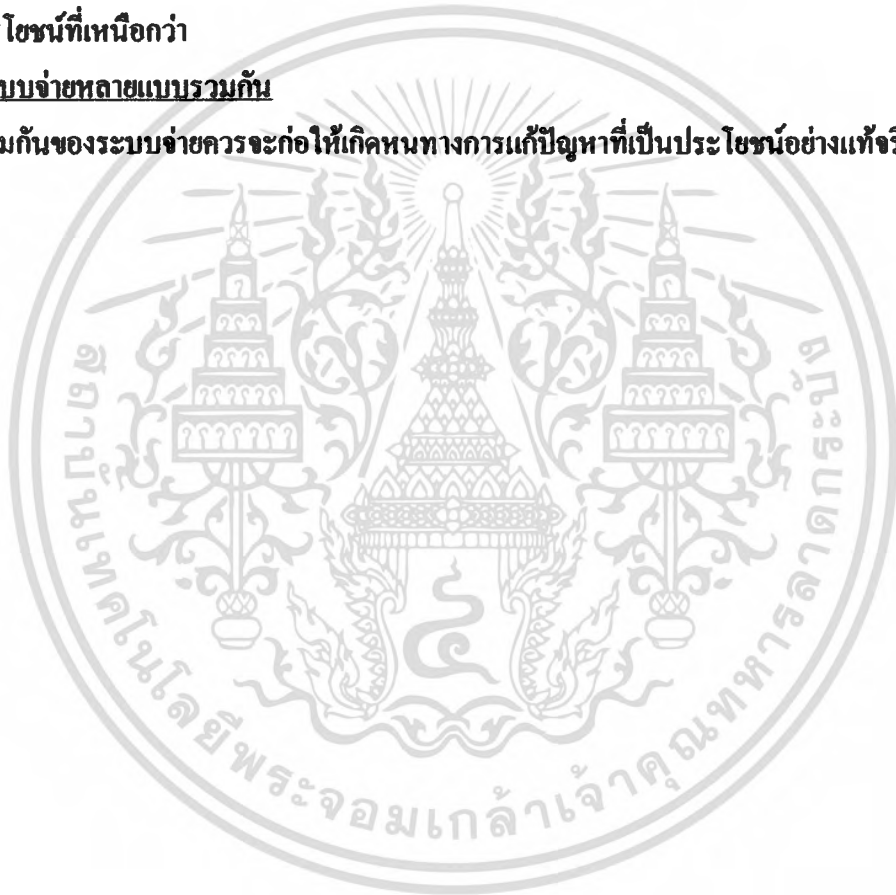 ะโยชน์ที่เหนือกว่า
บบจ่ายหลายแบบรวมกัน
มกันของระบบจ่ายควรจะก่อให้เกิดหนทางการแก้ปัญหาที่เป็นประโยชน์อย่างแท้จริ
สถาบันเทคโนโลยีพระจอมเกล้าเจ้าคุณทหารลาดกระบัง
๔